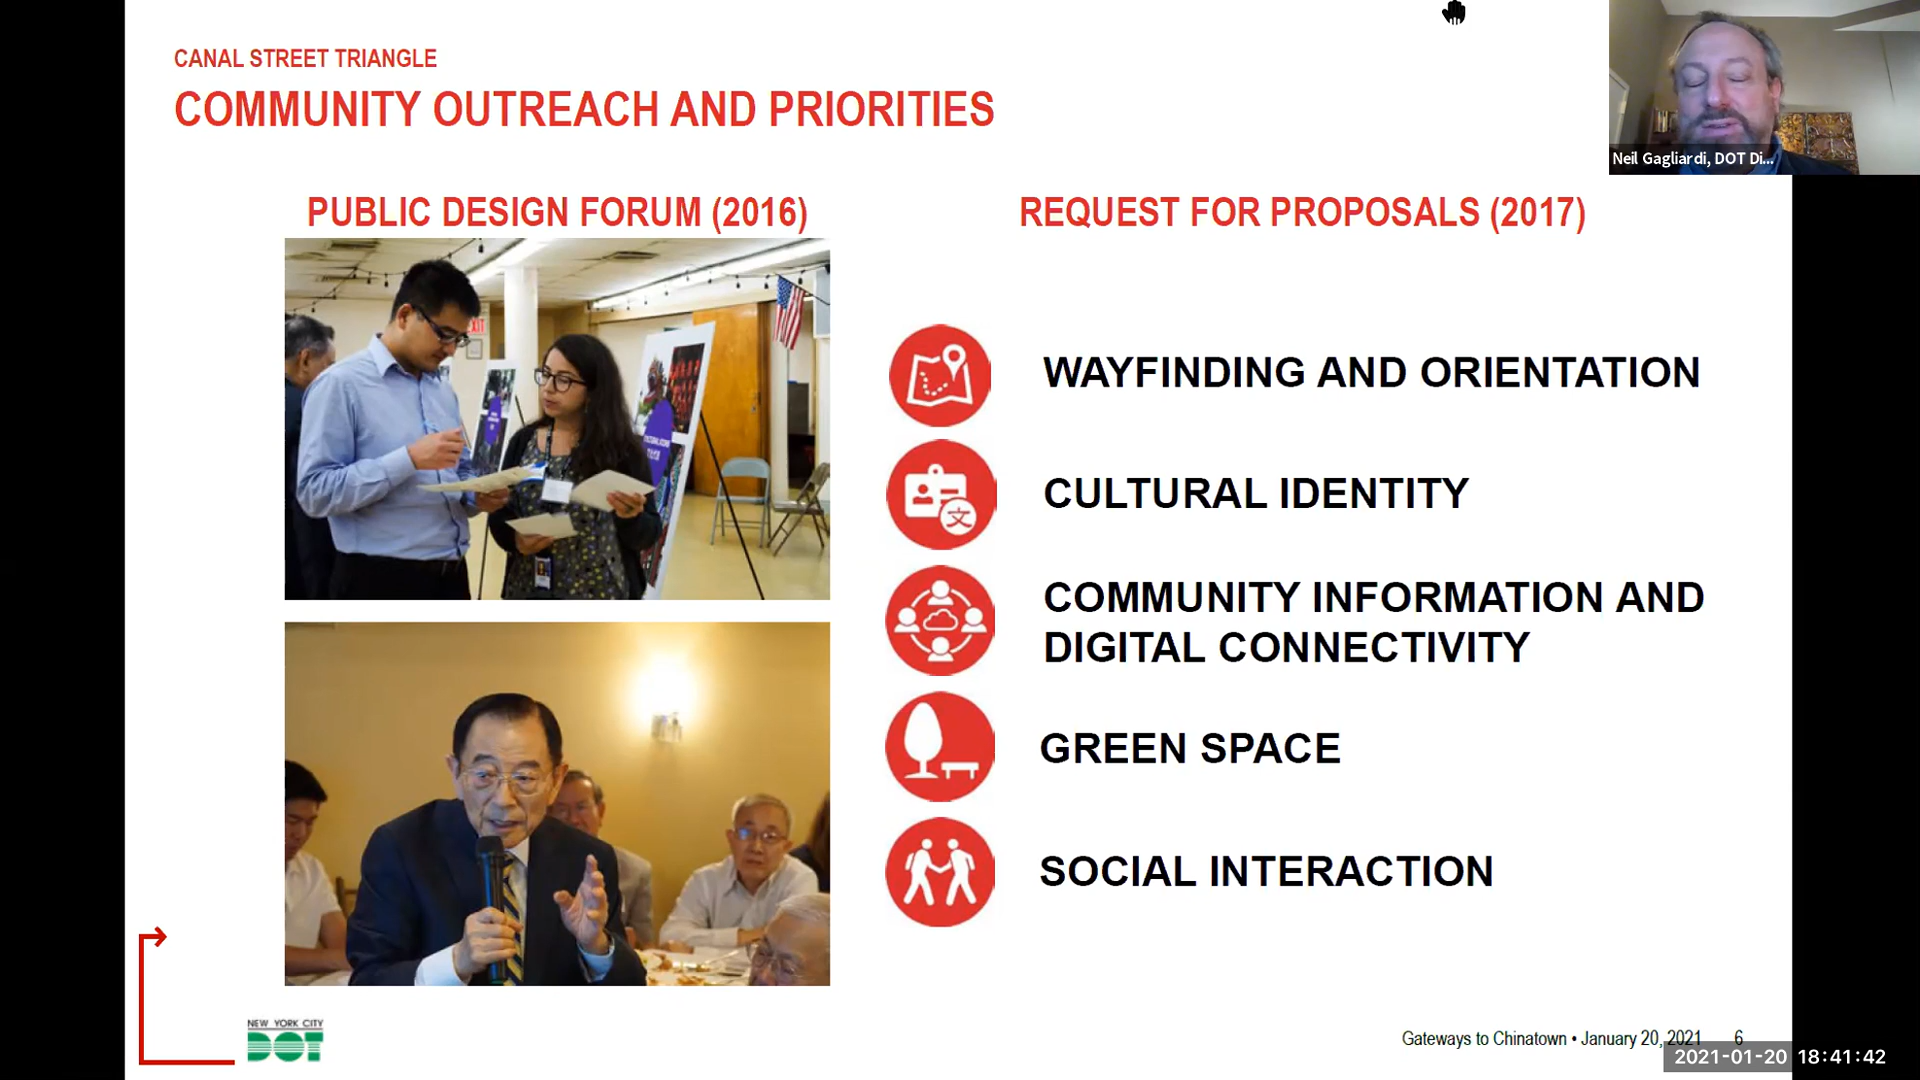 CANAL STREET TRIANGLE
COMMUNITY OUTREACH AND PRIORITIES
Neil Gagliardi, DOT Di...
PUBLIC DESIGN FORUM (2016)
REQUEST FOR PROPOSALS (2017)
EXIT
WAYFINDING AND ORIENTATION
CULTURAL IDENTITY
文
COMMUNITY INFORMATION AND
DIGITAL CONNECTIVITY
GREEN SPACE
SOCIAL INTERACTION
NEW YORK CITY
DOT
Gateways to Chinatown • January 20, 2021 6
2021-01-20 18:41:42